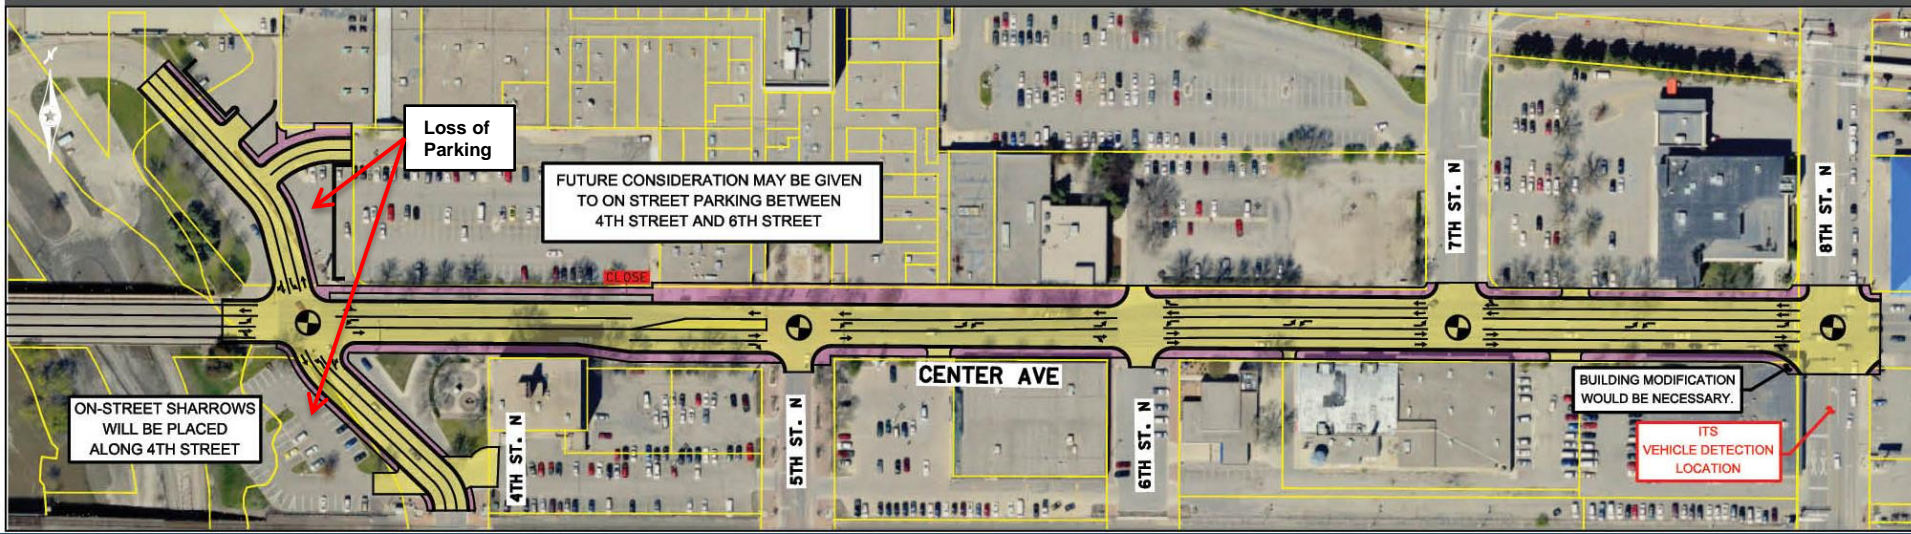 N
Loss of
Parking
FUTURE CONSIDERATION MAY BE GIVEN
TO ON STREET PARKING BETWEEN
4TH STREET AND 6TH STREET
CLOSE
7TH ST. N
8TH ST. N
CENTER AVE
ON-STREET SHARROWS
WILL BE PLACED
ALONG 4TH STREET
4TH ST. N
5TH ST. N
6TH ST. N
BUILDING MODIFICATION
WOULD BE NECESSARY.
ITS
VEHICLE DETECTION
LOCATION